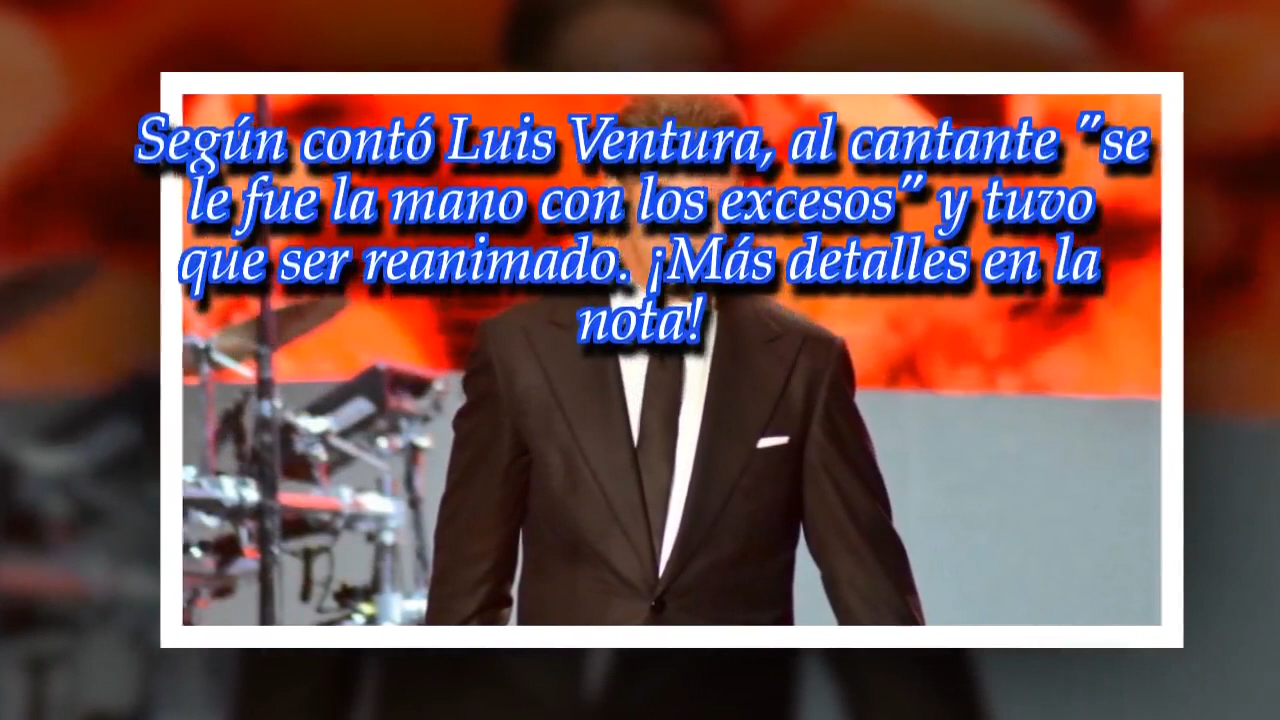 Según contó Luis Ventura, al cantante "se
le fue la mano con los excesos" y tuvo
que ser reanimado. ¡Más detalles en la
nota!